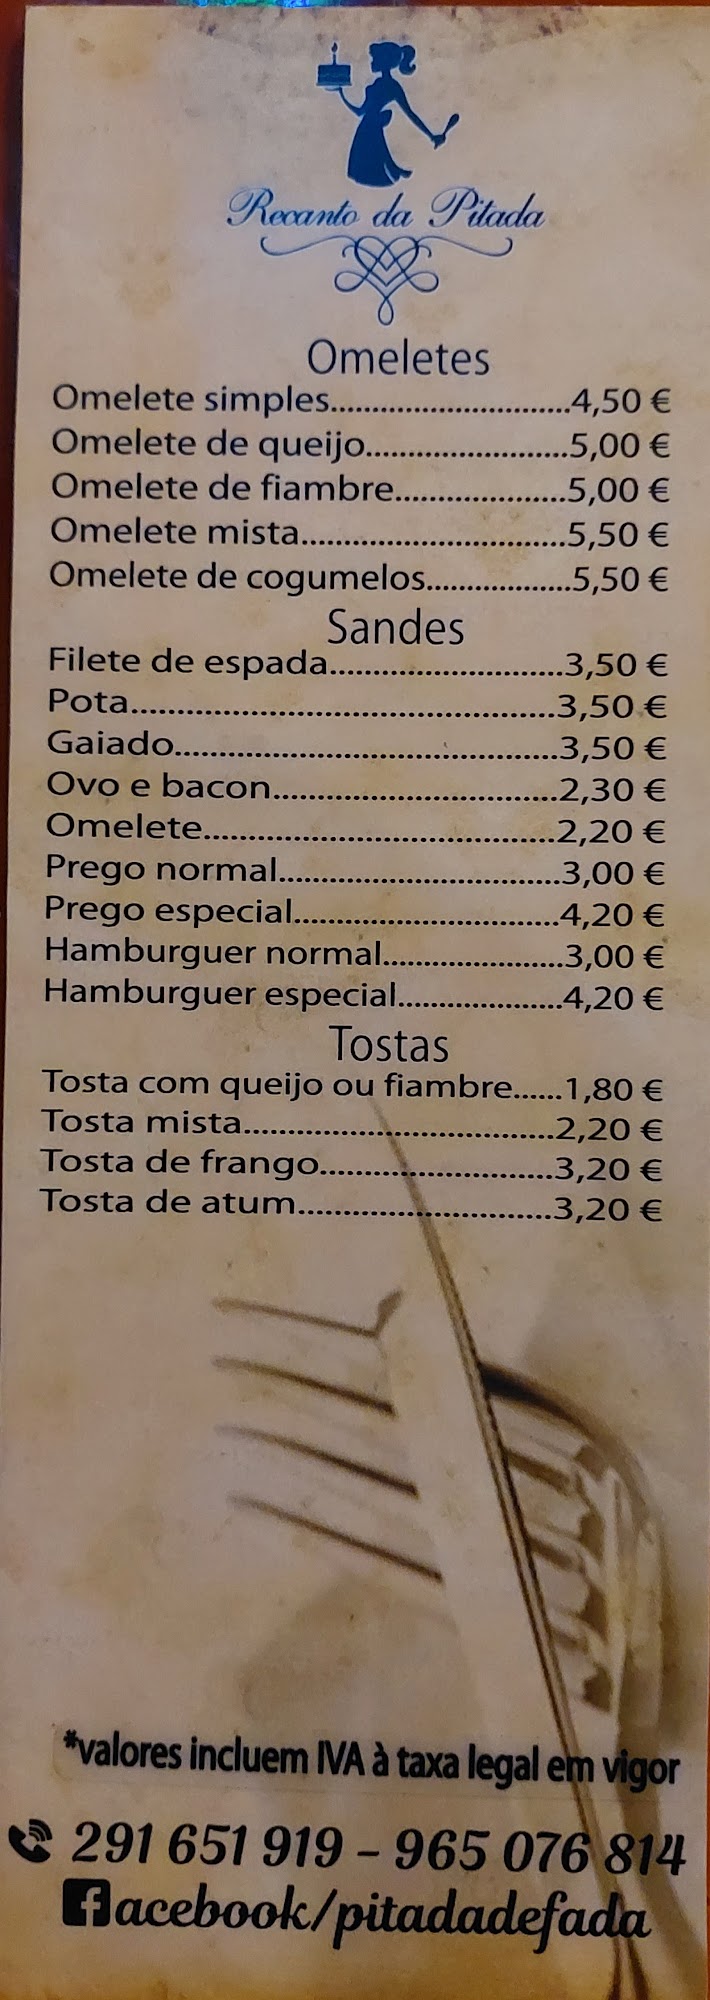 Recanto da Pitada
Omeletes
Omelete simples............................4,50 €
Omelete de queijo........................5,00 €
Omelete de fiambre....................5,00 €
Omelete mista...............................5,50 €
Omelete de cogumelos.................5,50 €
Sandes
Filete de espada...........................3,50 €
Pota..............................................3,50 €
Gaiado..........................................3,50 €
Ovo e bacon...............................2,30 €
Omelete......................................2,20 €
Prego normal...............................3,00 €
Prego especial.............................4,20 €
Hamburguer normal....................3,00 €
Hamburguer especial..................4,20 €
Tostas
Tosta com queijo ou fiambre......1,80 €
Tosta mista..................................2,20 €
Tosta de frango..........................3,20 €
Tosta de atum............................3,20 €
*valores incluem IVA à taxa legal em vigor
291 651 919 - 965 076 814
facebook/pitadadefada